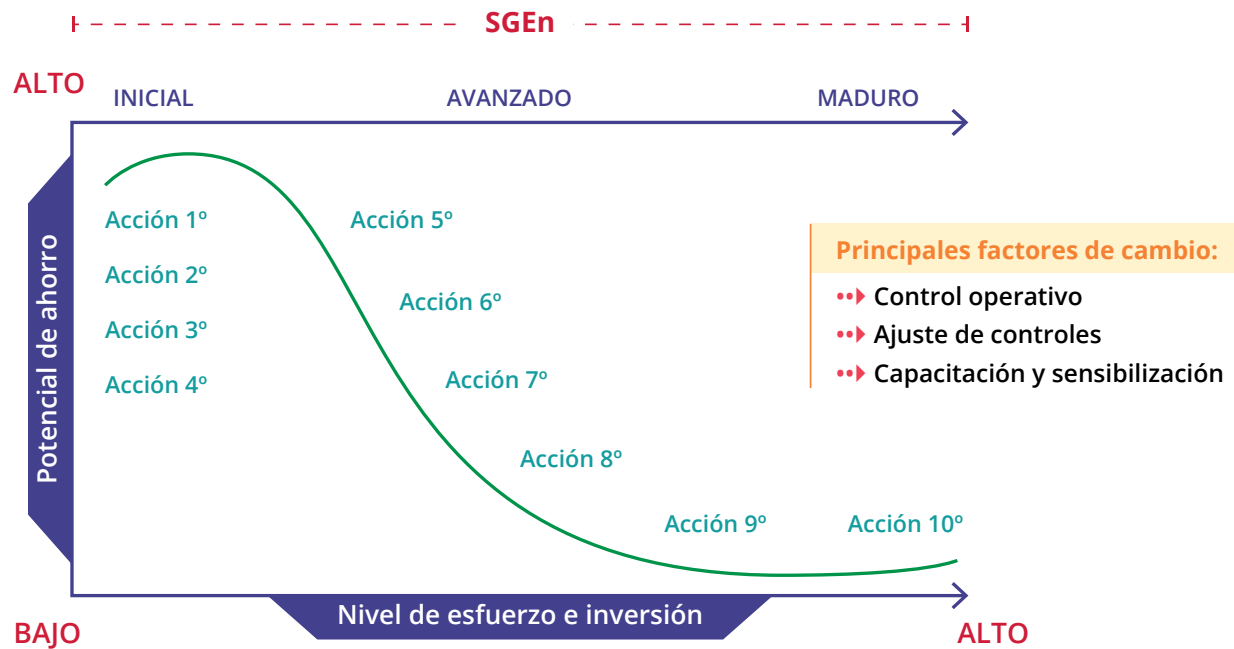 SGEn
ALTO
INICIAL
AVANZADO
MADURO
Potencial de ahorro
Acción 1º
Acción 2º
Acción 3º
Acción 4º
Acción 5º
Acción 6º
Acción 7º
Acción 8º
Acción 9º
Acción 10º
Principales factores de cambio:
Control operativo
Ajuste de controles
Capacitación y sensibilización
Nivel de esfuerzo e inversión
BAJO
ALTO